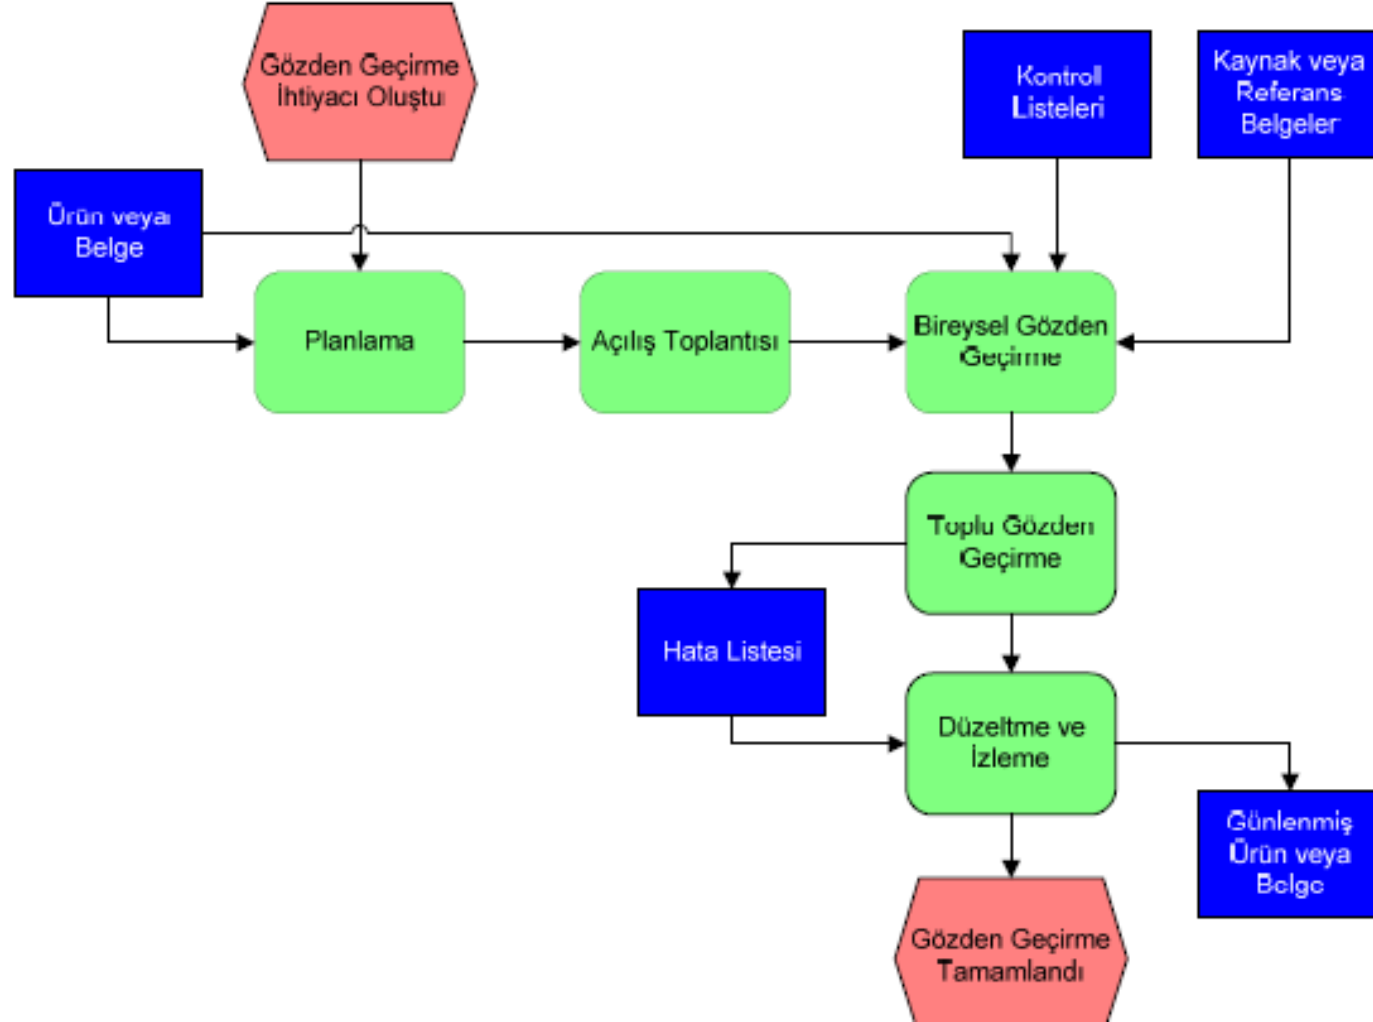 Gözden Geçirme
İhtiyacı Oluştu
Kontrol
Listeleri
Kaynak veya
Referans
Belgeler
Ürün veya
Belge
Planlama
Açılış Toplantısı
Bireysel Gözden
Geçirme
Toplu Gözden
Geçirme
Hata Listesi
Düzeltme ve
İzleme
Günlenmiş
Ürün veya
Belge
Gözden Geçirme
Tamamlandı